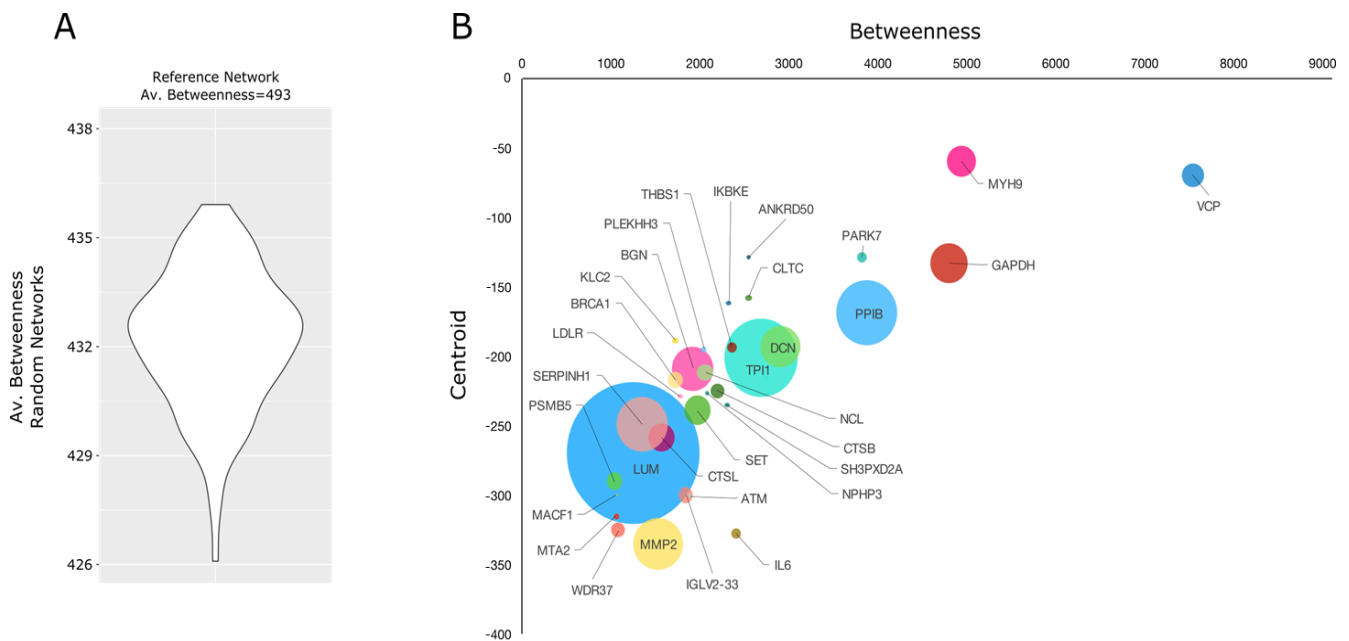 A
Reference Network
Av. Betweenness=493
438
435
432
429
426
Av. Betweenness
Random Networks
B
Betweenness
0 1000 2000 3000 4000 5000 6000 7000 8000 9000
0
-50
-100
-150
-200
-250
-300
-350
-400
Centroid
MYH9
VCP
THBS1
IKBKE
ANKRD50
PLEKHH3
PARK7
BGN
CLTC
GAPDH
KLC2
BRCA1
PPIB
LDLR
DCN
TPI1
SERPINH1
PSMB5
NCL
CTSB
SET
SH3PXD2A
LUM
CTSL
NPHP3
ATM
MACF1
MTA2
MMP2
IL6
WDR37
IGLV2-33